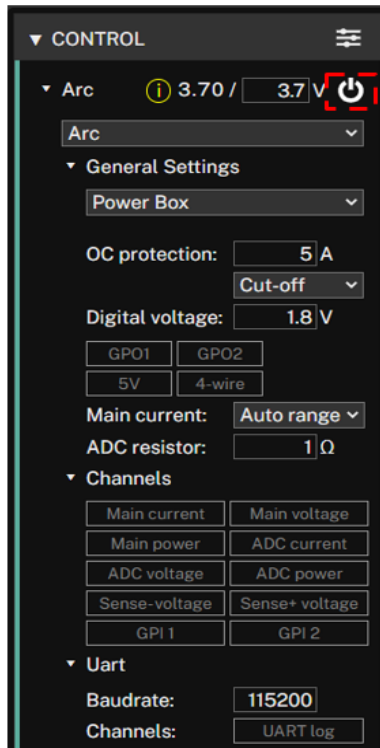 ▼ CONTROL
▼ Arc i 3.70 / 3.7 V
Arc
▼ General Settings
Power Box
OC protection: 5 A
Cut-off
Digital voltage: 1.8 V
GPO1 GPO2
5V 4-wire
Main current: Auto range
ADC resistor: 1 Ω
▼ Channels
Main current Main voltage
Main power ADC current
ADC voltage ADC power
Sense-voltage Sense+ voltage
GPI 1 GPI 2
▼ Uart
Baudrate: 115200
Channels: UART log